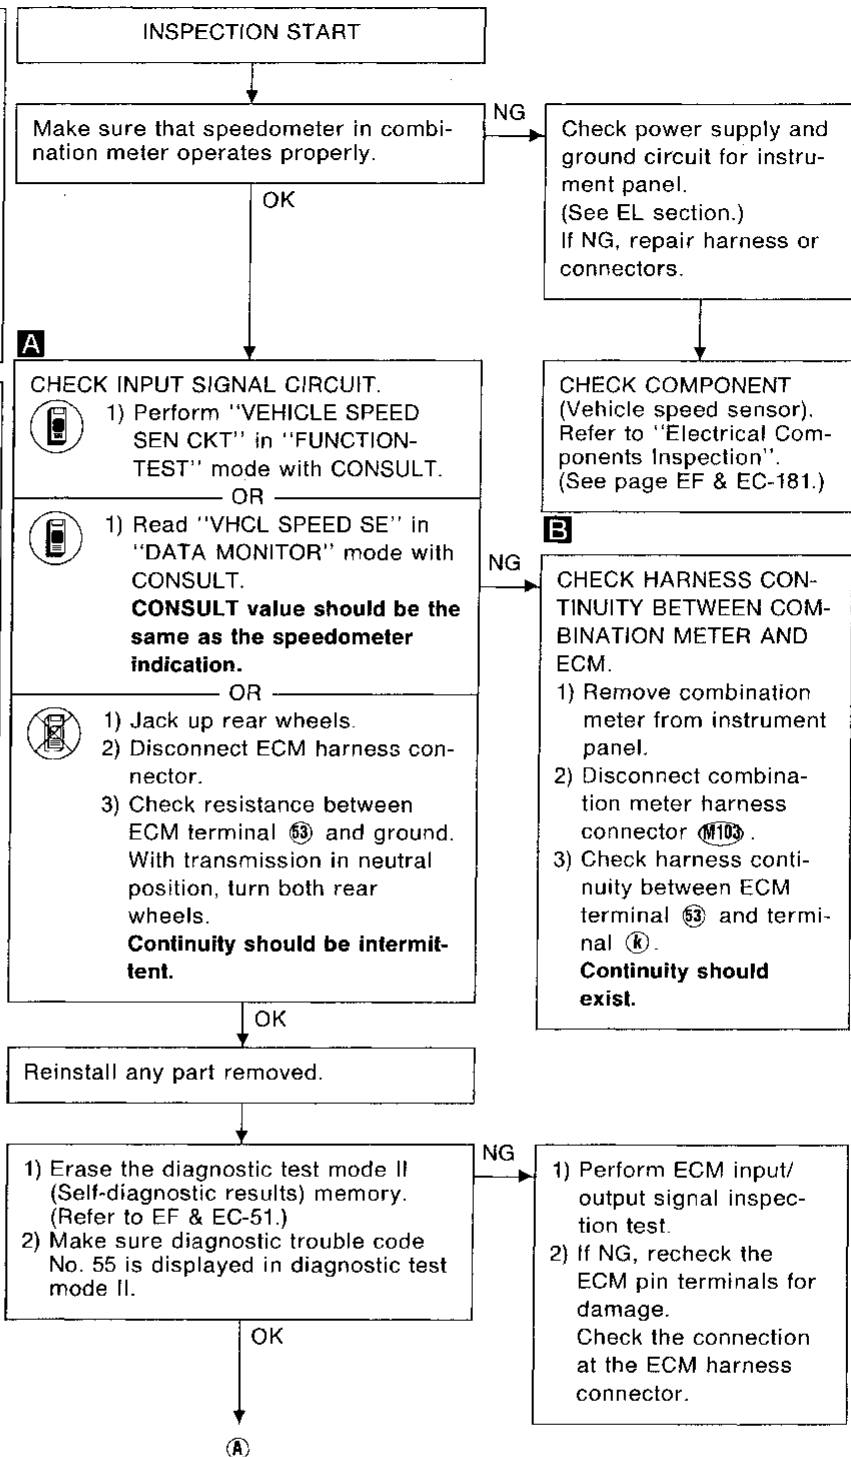 INSPECTION START
Make sure that speedometer in combi-
nation meter operates properly.
NG
Check power supply and
ground circuit for instru-
ment panel.
(See EL section.)
If NG, repair harness or
connectors.
OK
A
CHECK INPUT SIGNAL CIRCUIT.
1) Perform "VEHICLE SPEED
SEN CKT" in "FUNCTION-
TEST" mode with CONSULT.
OR
1) Read "VHCL SPEED SE" in
"DATA MONITOR" mode with
CONSULT.
CONSULT value should be the
same as the speedometer
indication.
OR
1) Jack up rear wheels.
2) Disconnect ECM harness con-
nector.
3) Check resistance between
ECM terminal 53 and ground.
With transmission in neutral
position, turn both rear
wheels.
Continuity should be intermit-
tent.
CHECK COMPONENT
(Vehicle speed sensor).
Refer to "Electrical Com-
ponents Inspection".
(See page EF & EC-181.)
NG
B
CHECK HARNESS CON-
TINUITY BETWEEN COM-
BINATION METER AND
ECM.
1) Remove combination
meter from instrument
panel.
2) Disconnect combina-
tion meter harness
connector M103 .
3) Check harness conti-
nuity between ECM
terminal 53 and termi-
nal k.
Continuity should
exist.
OK
Reinstall any part removed.
1) Erase the diagnostic test mode II
(Self-diagnostic results) memory.
(Refer to EF & EC-51.)
2) Make sure diagnostic trouble code
No. 55 is displayed in diagnostic test
mode II.
NG
1) Perform ECM input/
output signal inspec-
tion test.
2) If NG, recheck the
ECM pin terminals for
damage.
Check the connection
at the ECM harness
connector.
OK
A